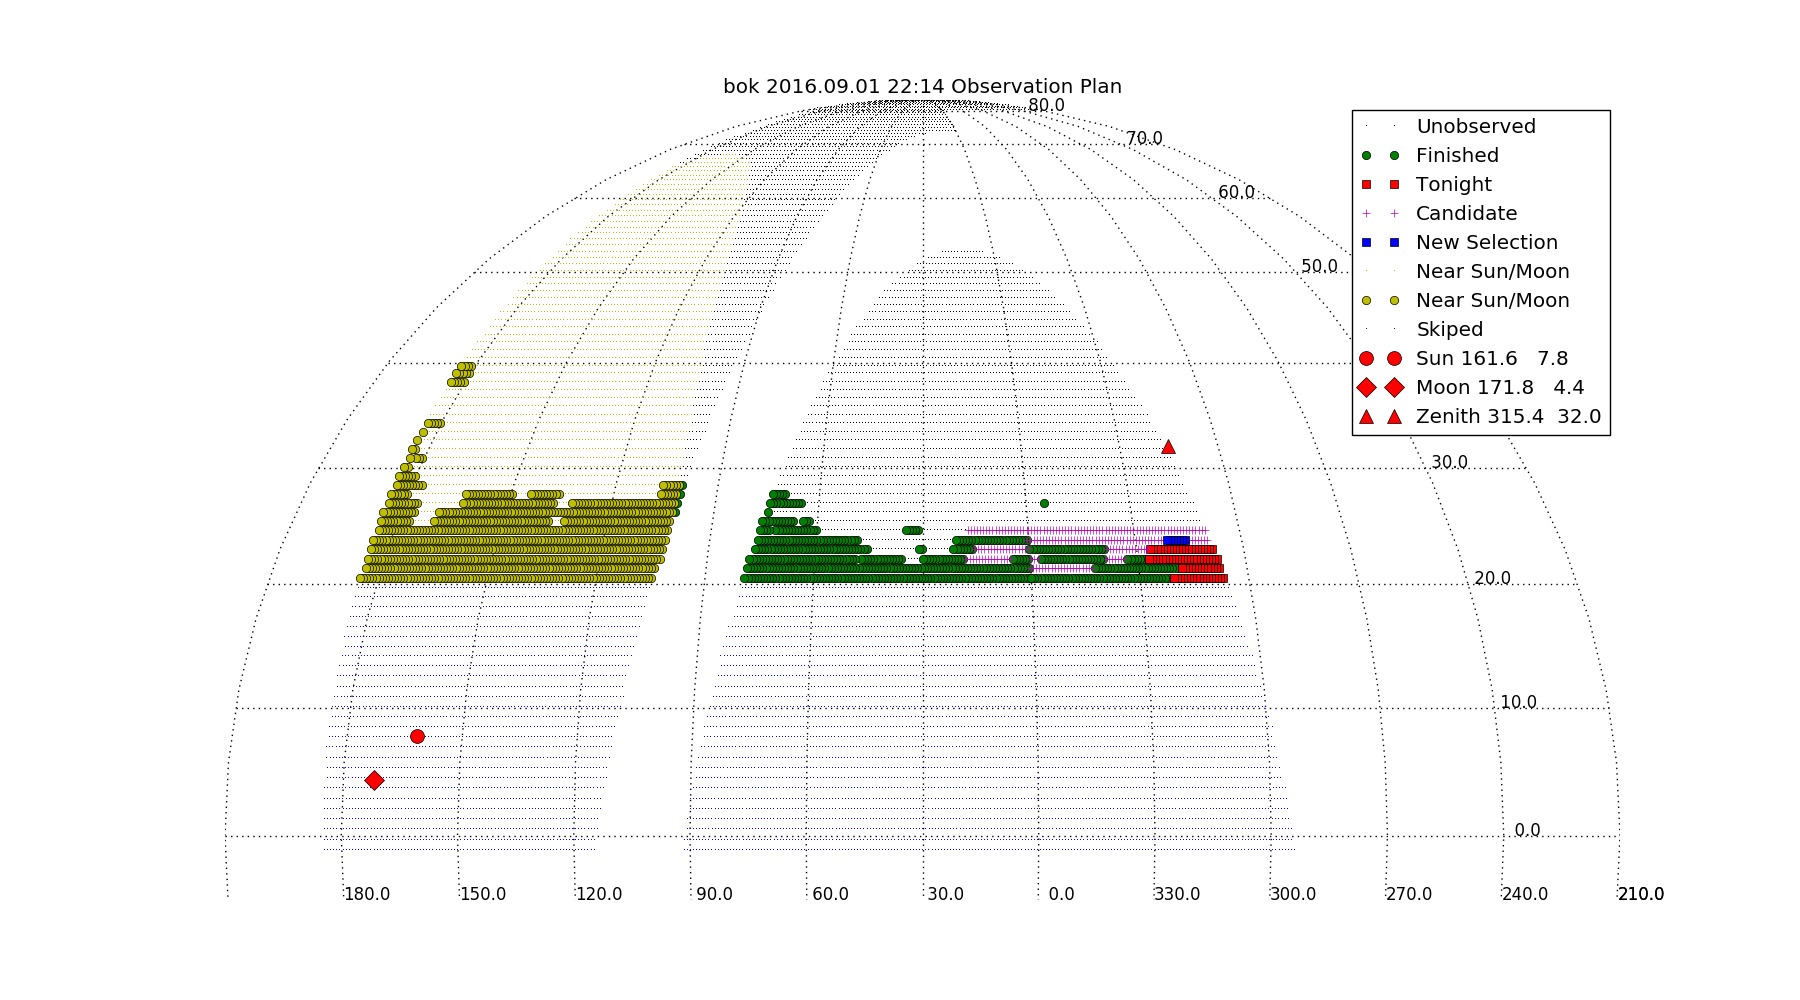 bok 2016.09.01 22:14 Observation Plan
80.0
70.0
60.0
50.0
30.0
20.0
10.0
0.0
Unobserved
Finished
Tonight
Candidate
New Selection
Near Sun/Moon
Near Sun/Moon
Skiped
Sun 161.6 7.8
Moon 171.8 4.4
Zenith 315.4 32.0
180.0 150.0 120.0 90.0 60.0 30.0 0.0 330.0 300.0 270.0 240.0 210.0